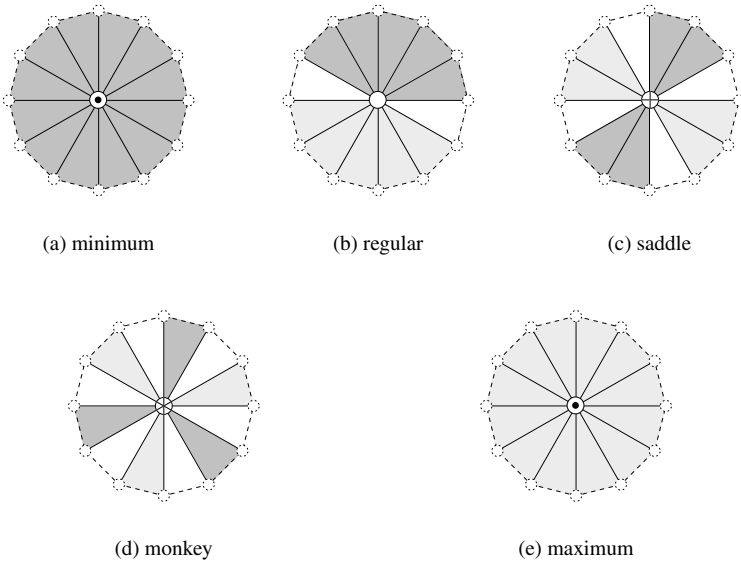 (a) minimum
(b) regular
(c) saddle
(d) monkey
(e) maximum